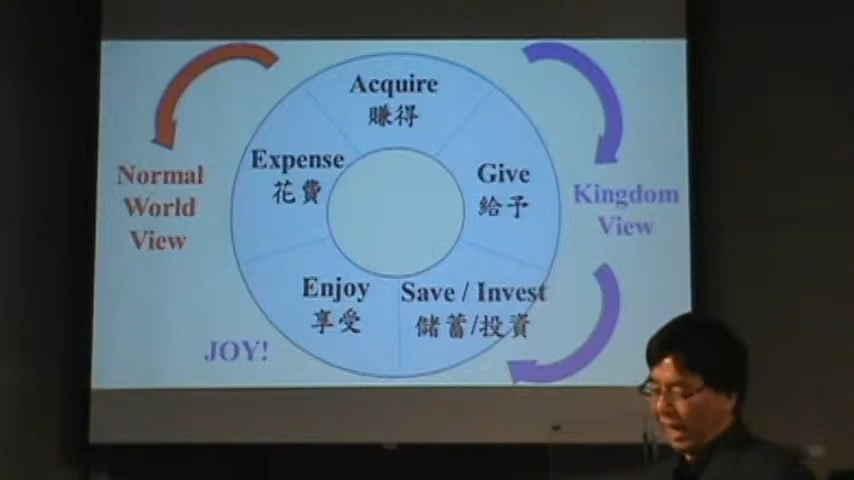 Acquire
賺得
Expense
花費
Give
給予
Normal
World
View
Kingdom
View
Enjoy
享受
Save / Invest
儲蓄/投資
JOY!